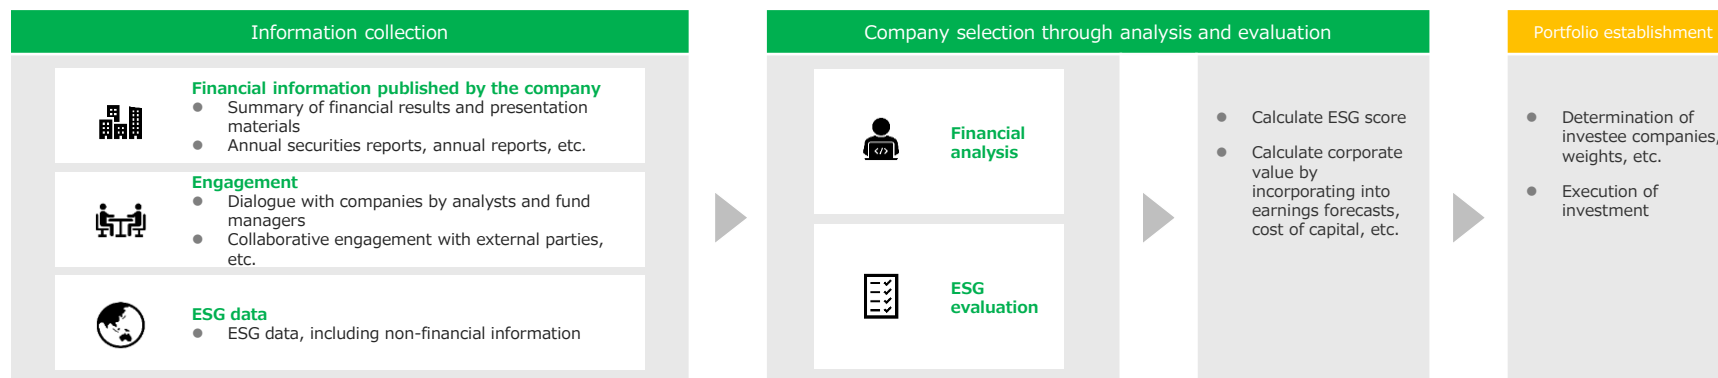 Information collection
Financial information published by the company
● Summary of financial results and presentation
materials
● Annual securities reports, annual reports, etc.
Engagement
● Dialogue with companies by analysts and fund
managers
● Collaborative engagement with external parties,
etc.
ESG data
● ESG data, including non-financial information
Company selection through analysis and evaluation
Financial
analysis
ESG
evaluation
● Calculate ESG score
● Calculate corporate
value by
incorporating into
earnings forecasts,
cost of capital, etc.
Portfolio establishment
● Determination of
investee companies,
weights, etc.
● Execution of
investment